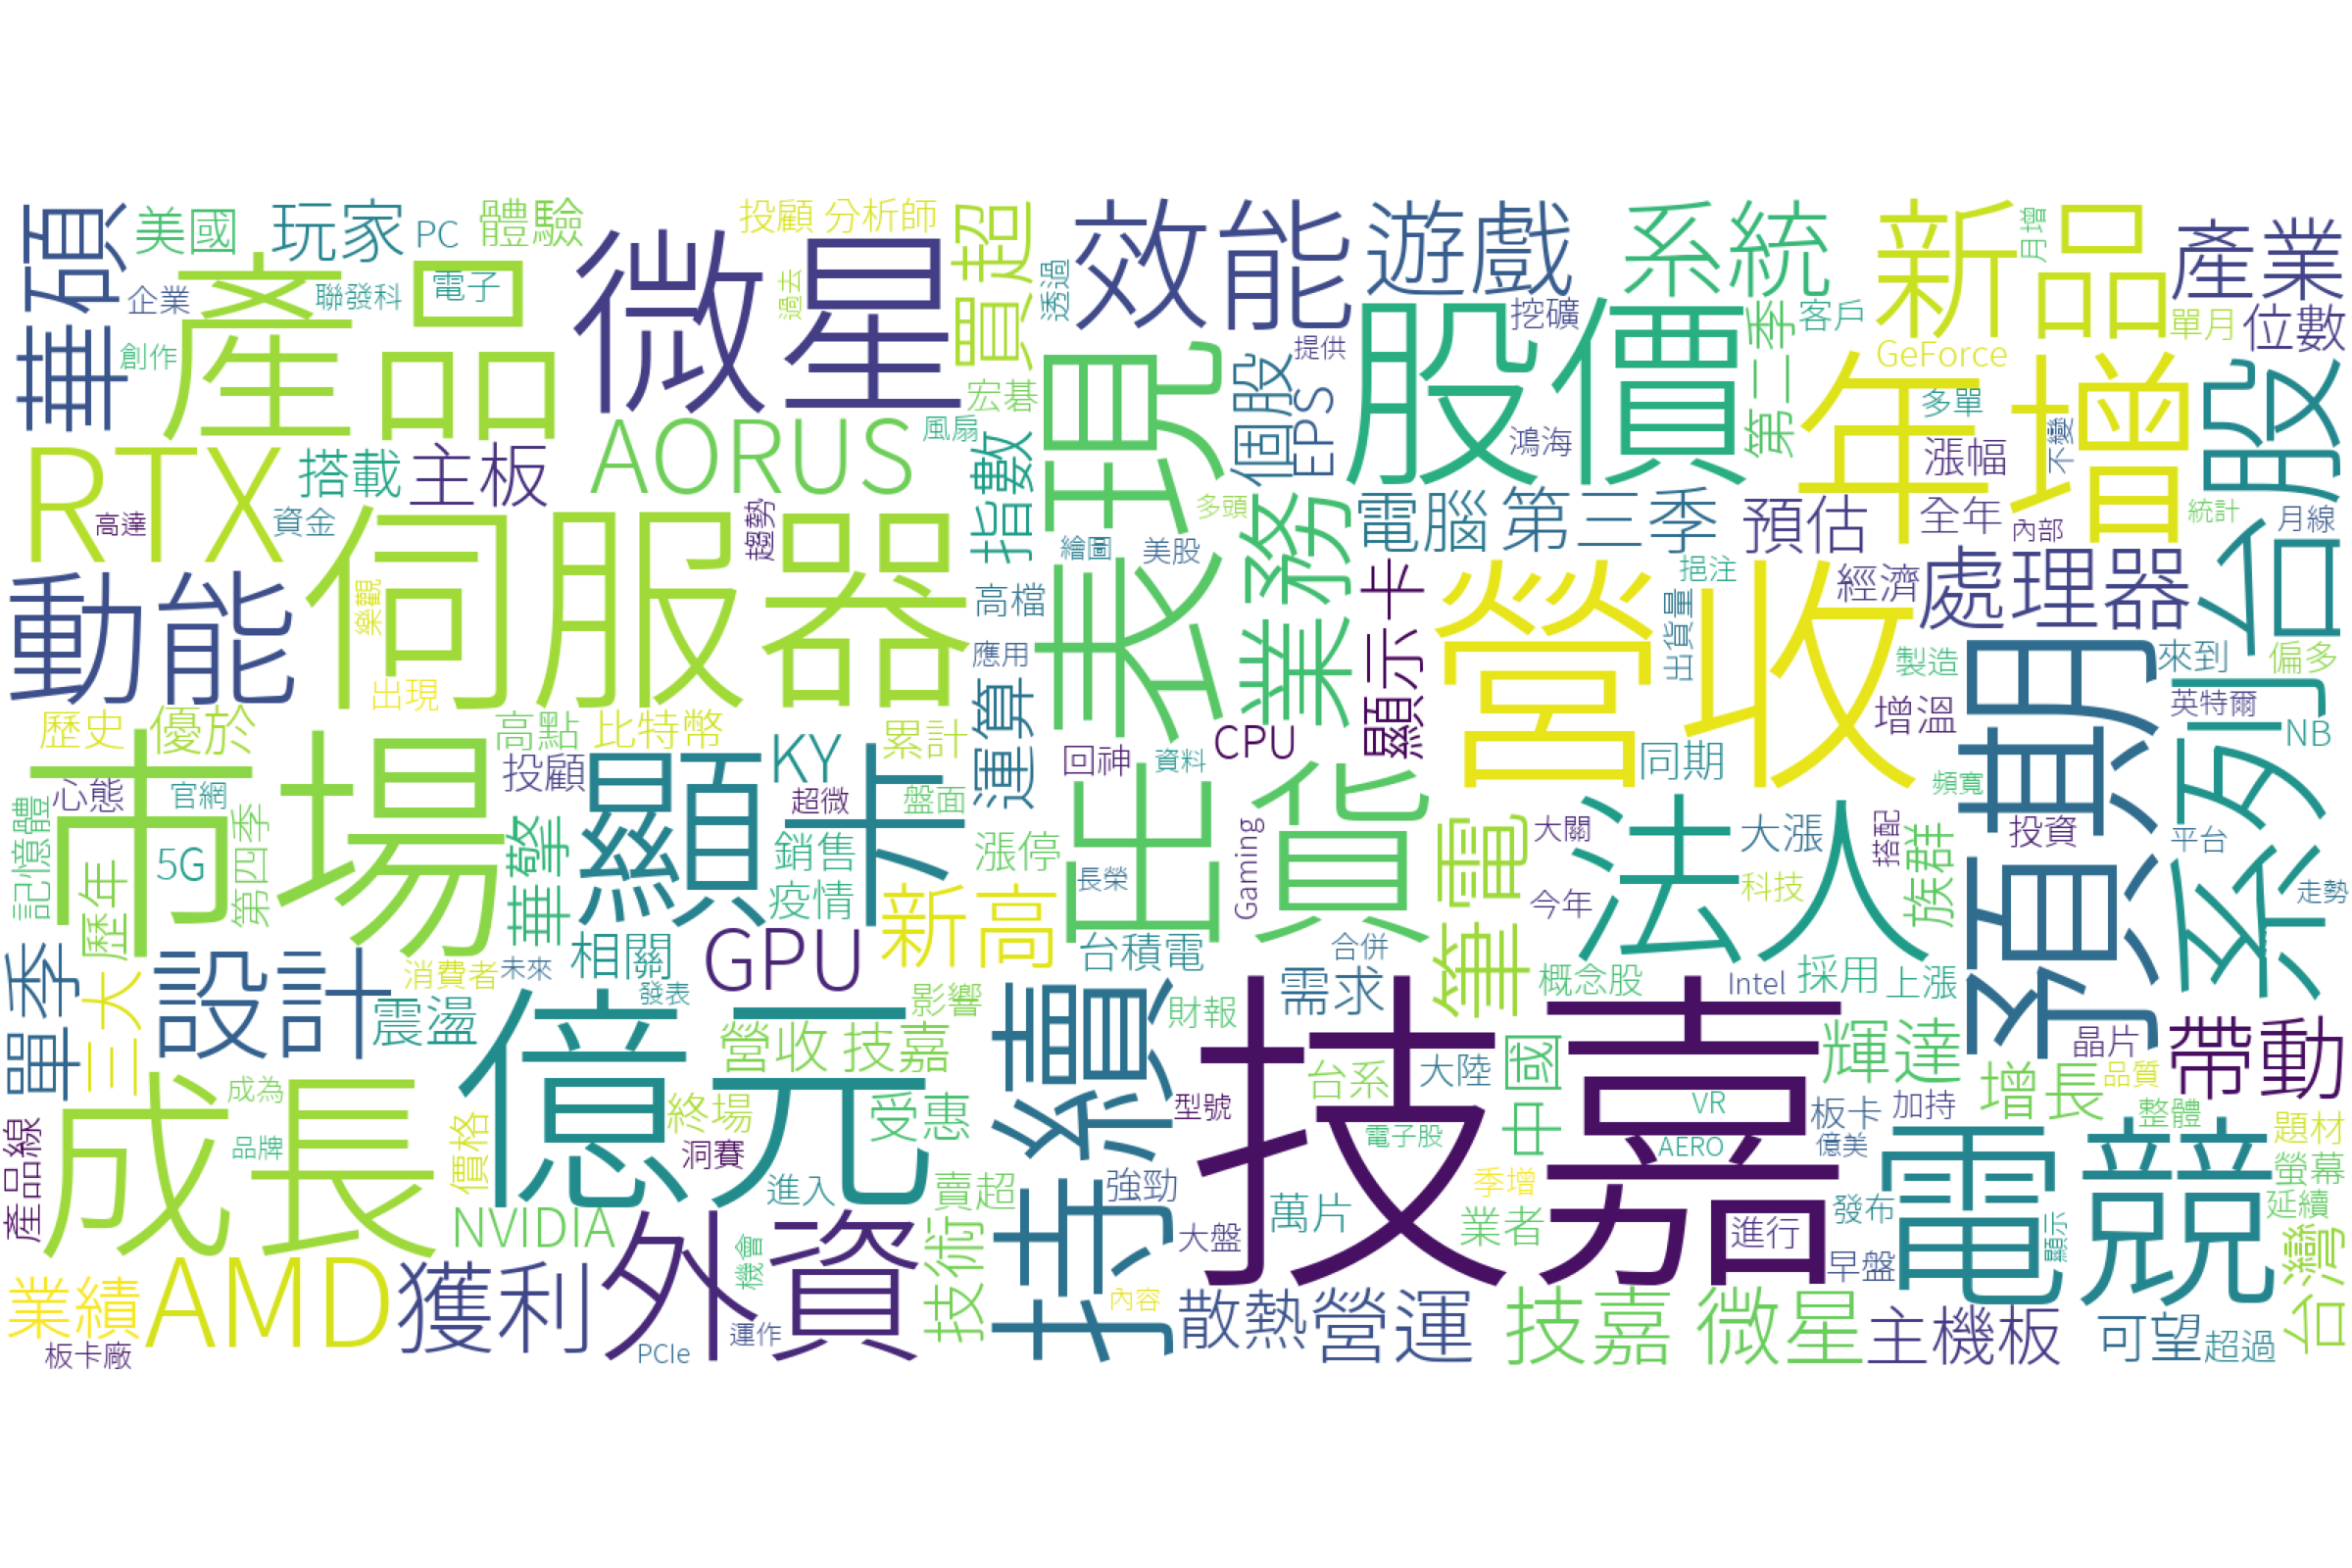 華碩
美國
玩家
PC
體驗
投顧 分析師
買超
效能
遊戲
系統
新品
月增
產業
企業
聯發科
電子
產品
微星
過去
透過
挖礦
第二季
客戶
單月
位數
創作
宏碁
提供
GeForce
RTX
搭載
主板
AORUS
風扇
指數
表現
個股
EPS
股價
鴻海
年增
多單
不變
漲幅
台股
高達
資金
趨勢
多頭
電腦
第三季
預估
全年
內部
統計
月線
動能
伺服器
樂觀
繪圖
美股
高檔
應用
業務
顯示卡
營收
挹注
出貨量
經濟
處理器
製造
來到
偏多
出現
歷史
優於
高點
比特幣
累計
運算
回神
資料
CPU
同期
增溫
預期
系列
英特爾
NB
市場
心態
官網
投顧
顯卡
KY
超微
盤面
記憶體
5G
歷年
第四季
華擎
銷售
漲停
出貨
Gaming
筆電
大關
法人
大漲
搭配
族群
投資
頻寬
平台
疫情
長榮
今年
科技
走勢
新高
單季
三大
設計
消費者
未來
相關
GPU
台積電
合併
需求
概念股
Intel
採用
上漲
震盪
億元
發表
影響
持續
財報
技嘉
晶片
帶動
營收 技嘉
台系
大陸
中國
輝達
成長
成為
終場
受惠
型號
VR
板卡
加持
增長
品質
整體
題材
產品線
品牌
價格
洞賽
電子股
AERO
億美
電競
螢幕
進入
賣超
強勁
萬片
季增
業者
發布
延續
NVIDIA
外資
技術
大盤
進行
早盤
顯示
台灣
業績
AMD
獲利
機會
內容
散熱
營運
技嘉 微星
主機板
可望
超過
板卡廠
PCIe
運作